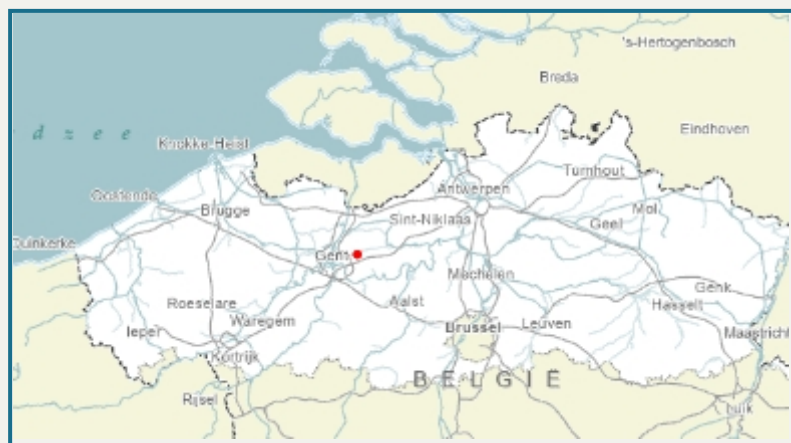 's-Hertogenbosch
Breda
Eindhoven
d z e e
Knokke-Heist
Turnhout
Antwerpen
Oostende
Mol
Brugge
Sint-Niklaas
Geel
Duinkerke
Gent
Mechelen
Genk
Roeselare
Aalst
Hasselt
Waregem
Ieper
Brussel
Leuven
Maastricht
Kortrijk
BELGIË
Rijsel
Luik